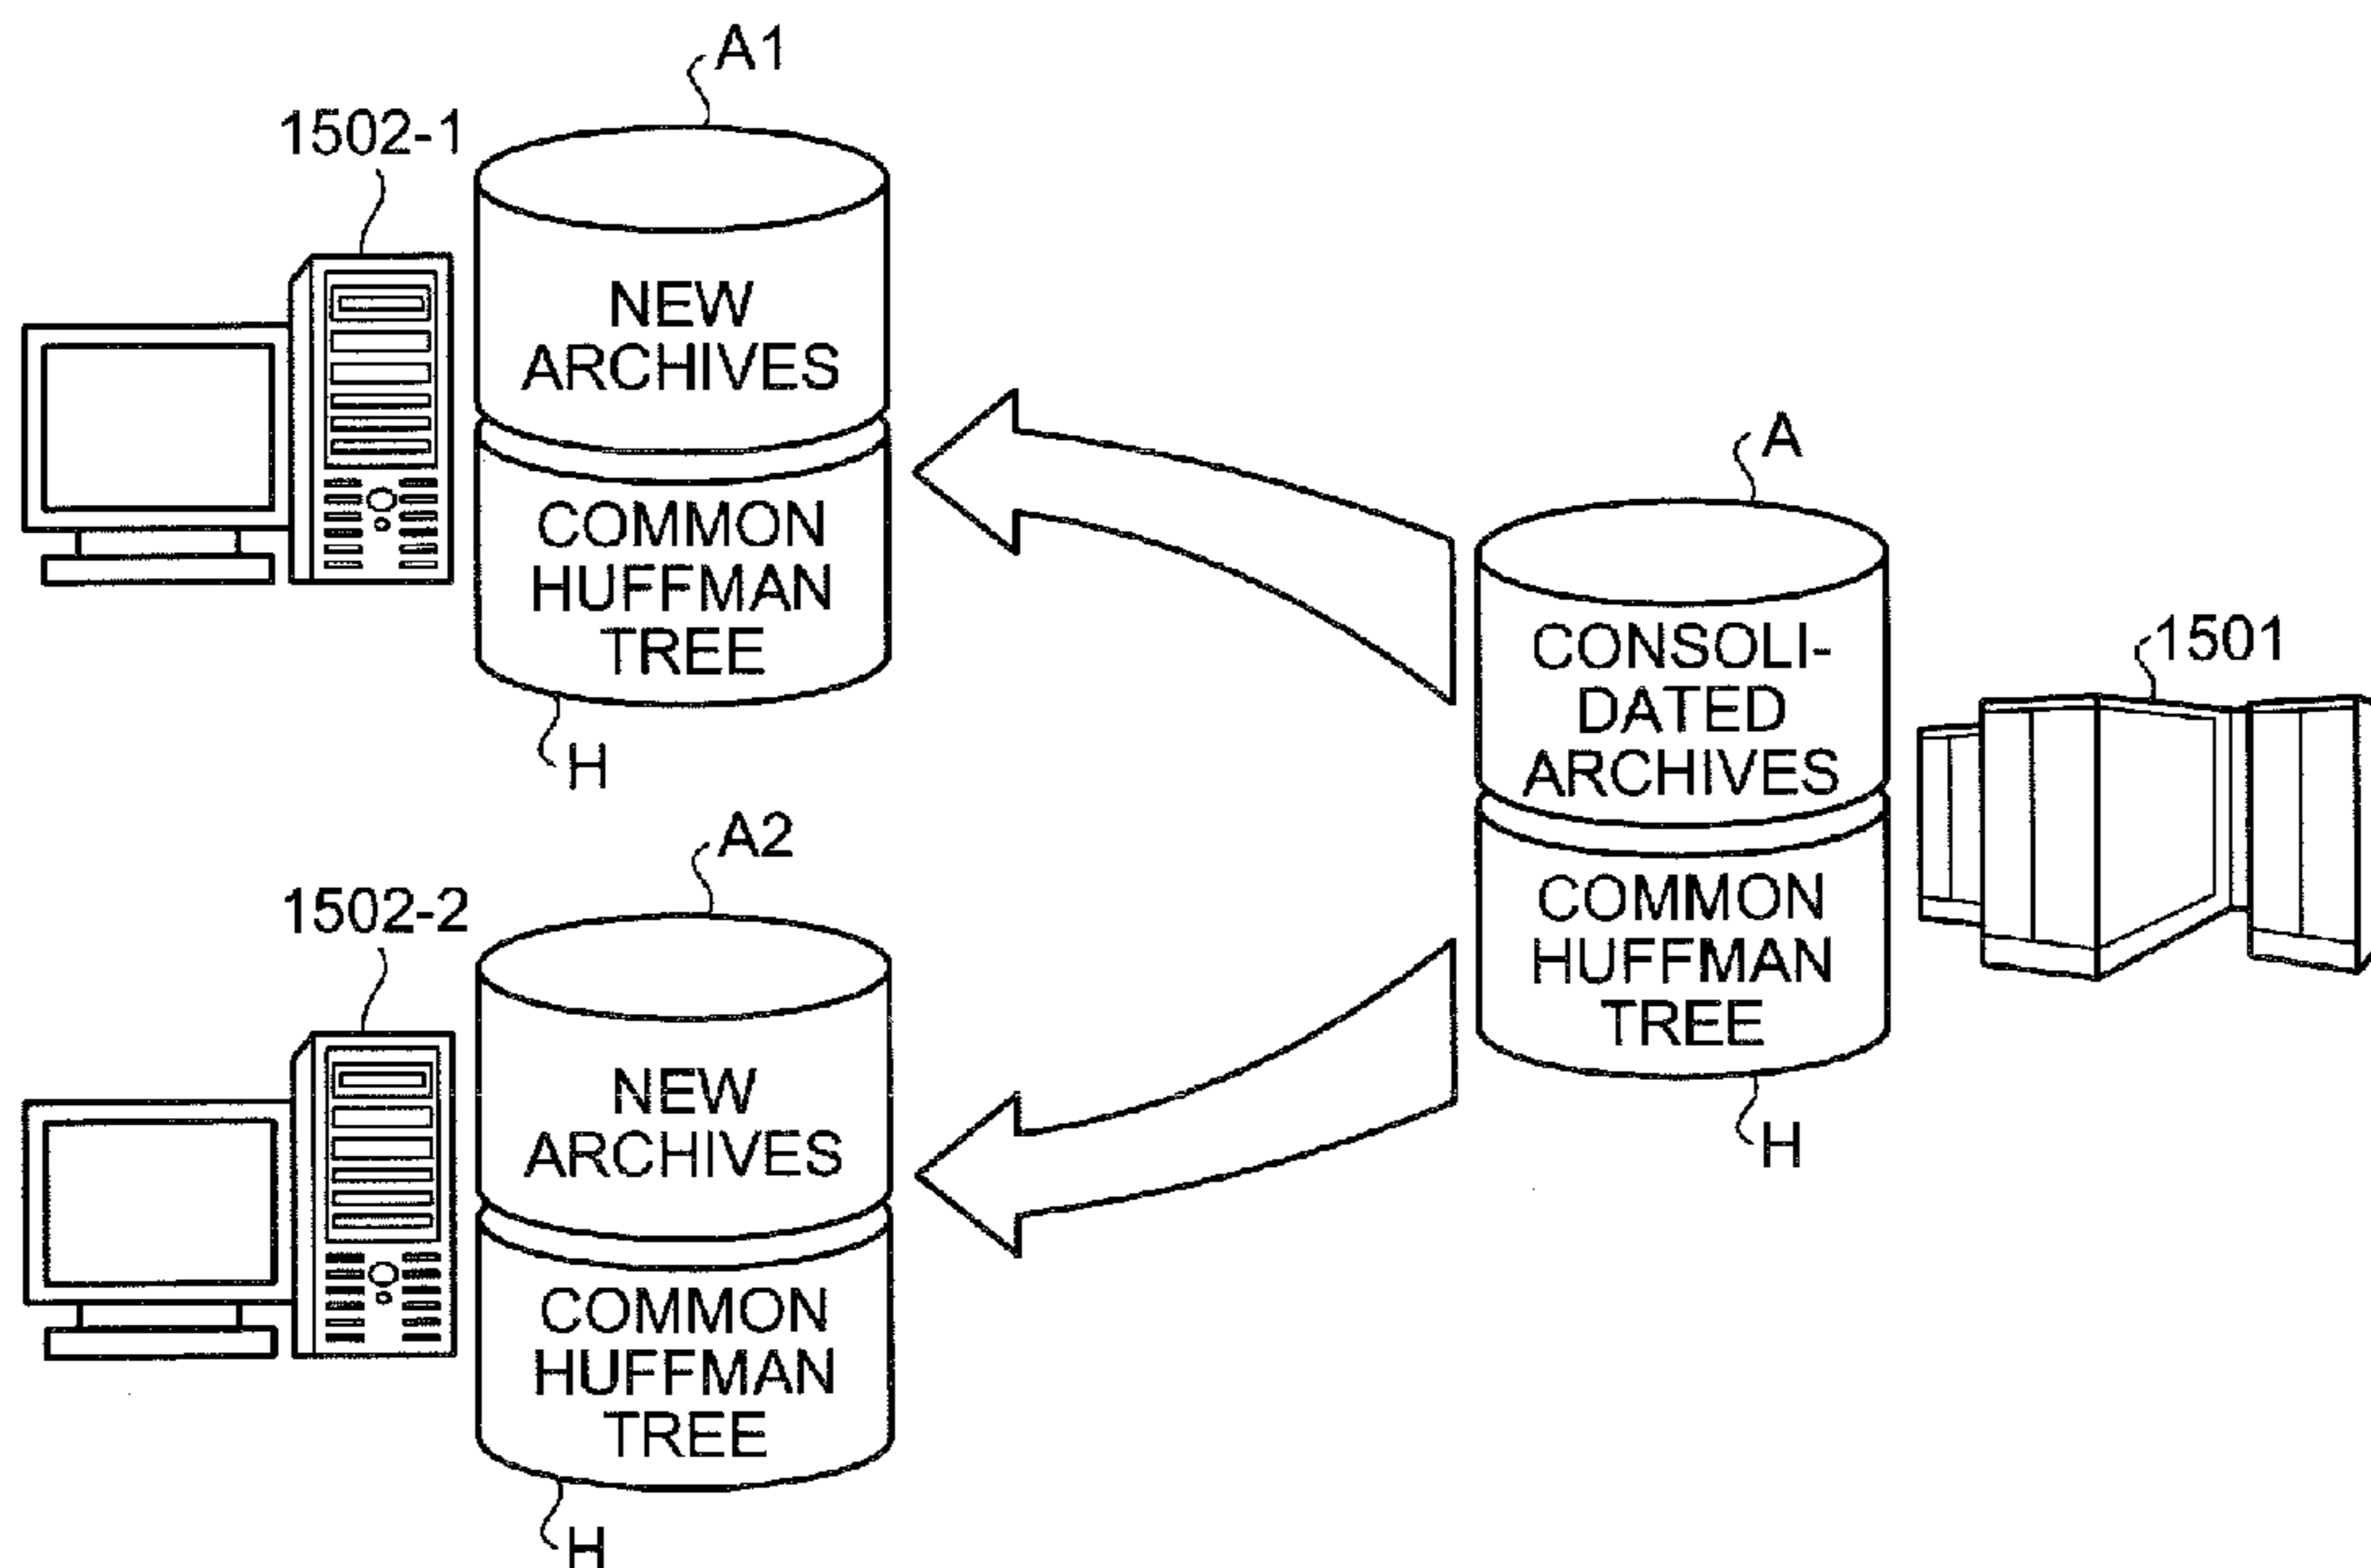 A1
1502-1
NEW
ARCHIVES
COMMON
HUFFMAN
TREE
H
A
CONSOLI-
DATED
ARCHIVES
COMMON
HUFFMAN
TREE
H
1501
A2
1502-2
NEW
ARCHIVES
COMMON
HUFFMAN
TREE
H